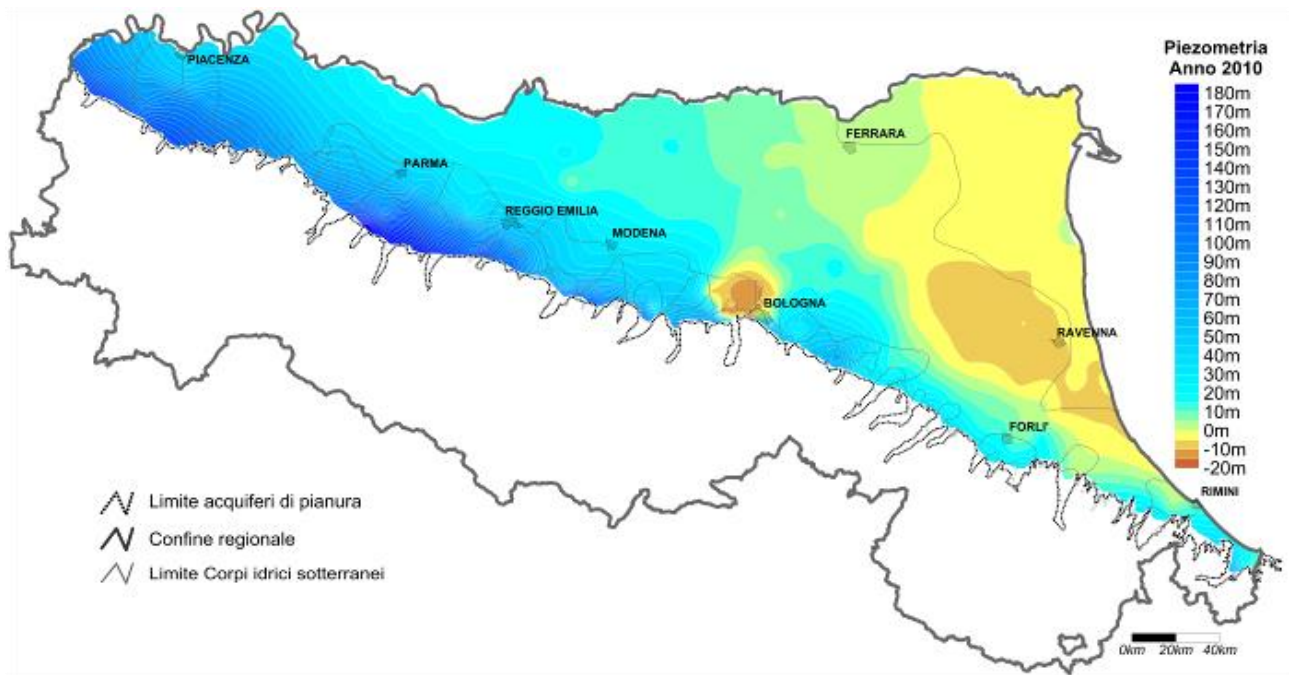 Piezometria
Anno 2010
180m
170m
160m
150m
140m
130m
120m
110m
100m
90m
80m
70m
60m
50m
40m
30m
20m
10m
0m
-10m
-20m
PIACENZA
PARMA
REGGIO EMILIA
MODENA
BOLOGNA
FERRARA
RAVENNA
FORLI'
RIMINI
Limite acquiferi di pianura
Confine regionale
Limite Corpi idrici sotterranei
0km 20km 40km